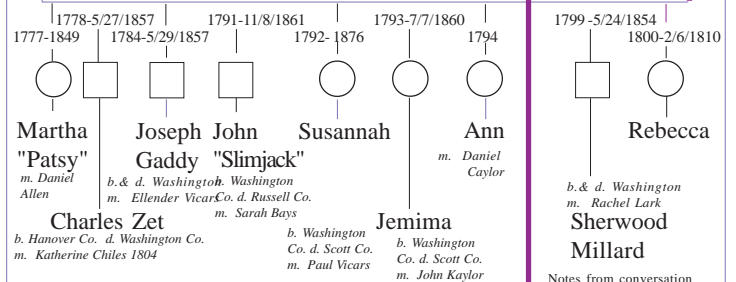 1778-5/27/1857
1791-11/8/1861
1793-7/7/1860
1799 -5/24/1854
1777-1849
1784-5/29/1857
1792- 1876
1794
1800-2/6/1810
Martha
"Patsy"
m. Daniel
Allen
Charles Zet
b. Hanover Co. d. Washington Co.
m. Katherine Chiles 1804
Joseph
Gaddy
b.& d. Washington
m. Ellender Vicars
John
"Slimjack"
b. Washington
Co. d. Russell Co.
m. Sarah Bays
Susannah
b. Washington
Co. d. Scott Co.
m. Paul Vicars
Jemima
b. Washington
Co. d. Scott Co.
m. John Kaylor
Ann
m. Daniel
Caylor
b.& d. Washington
m. Rachel Lark
Sherwood
Millard
Rebecca
Notes from conversation